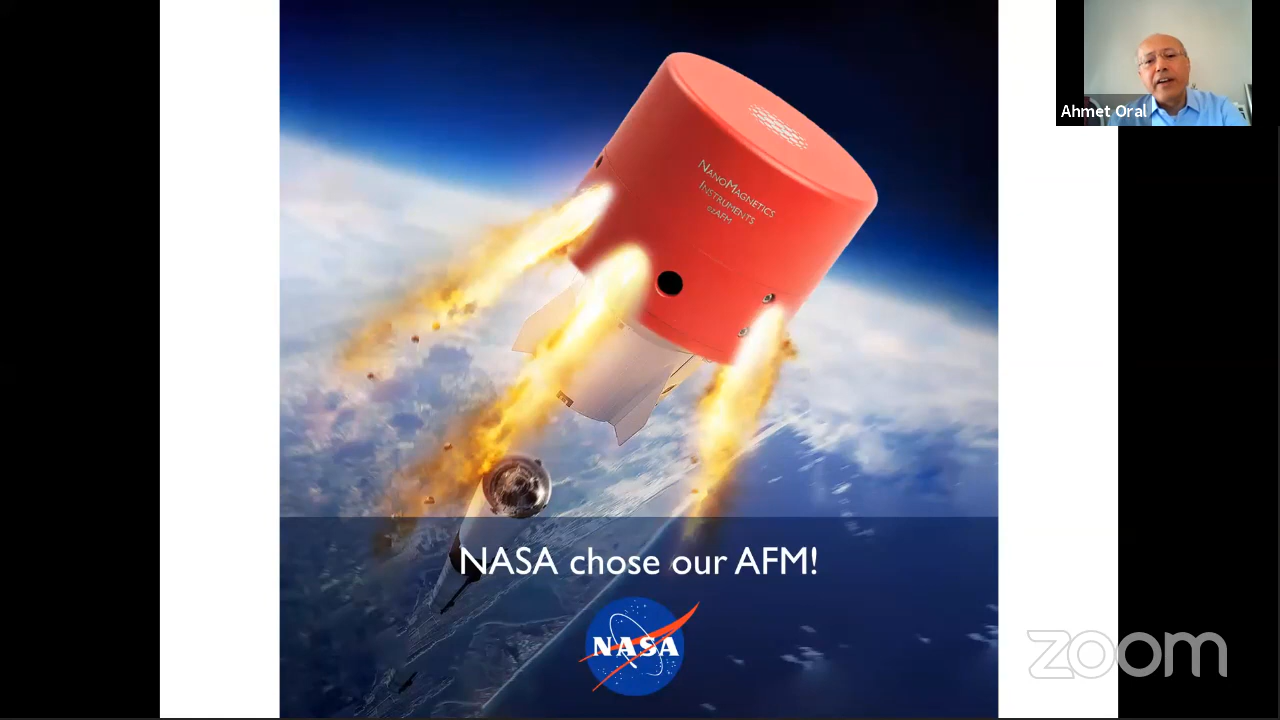 Ahmet Oral
NANOMAGNETICS
INSTRUMENTS
ezAFM
NASA chose our AFM!
NASA
zoom